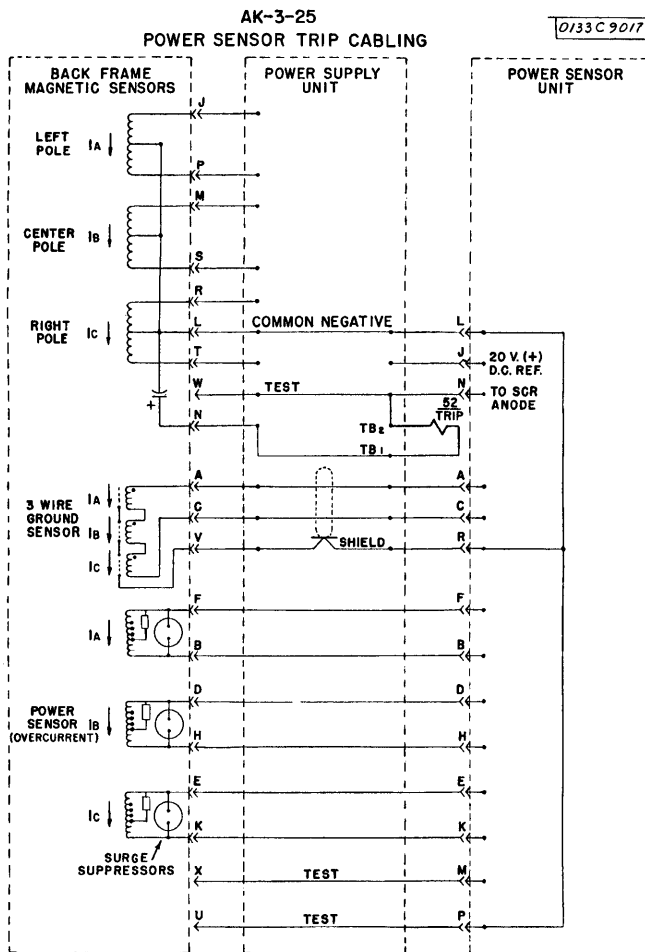 AK-3-25
POWER SENSOR TRIP CABLING
0133C9017
BACK FRAME
MAGNETIC SENSORS
POWER SUPPLY
UNIT
POWER SENSOR
UNIT
J
LEFT
POLE
IA
P
M
CENTER
POLE
IB
S
R
RIGHT
POLE
IC
L
COMMON NEGATIVE
L
T
J
20 V. (+)
D.C. REF.
W
TEST
N
TO SCR
ANODE
+
N
52
TRIP
TB2
TB1
A
A
IA
3 WIRE
GROUND
SENSOR
IB
C
C
V
SHIELD
R
IC
F
F
IA
B
B
D
D
POWER
SENSOR
(OVERCURRENT)
IB
H
H
E
E
IC
K
K
SURGE
SUPPRESSORS
X
TEST
M
U
TEST
P